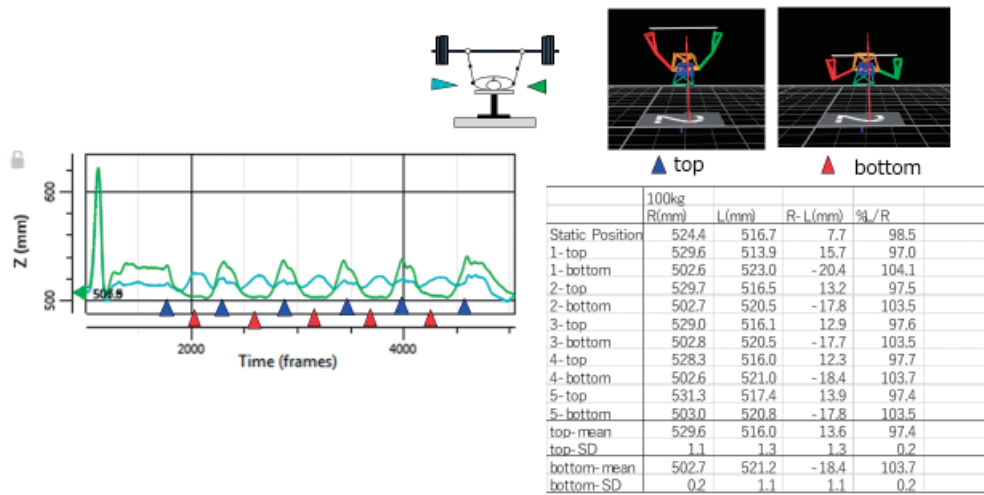 top
bottom
600
500
Z (mm)
2000
4000
Time (frames)
100kg
R(mm) L(mm) R-L(mm) %L/R
Static Position 524.4 516.7 7.7 98.5
1-top 529.6 513.9 15.7 97.0
1-bottom 502.6 523.0 -20.4 104.1
2-top 529.7 516.5 13.2 97.5
2-bottom 502.7 520.5 -17.8 103.5
3-top 529.0 516.1 12.9 97.6
3-bottom 502.8 520.5 -17.7 103.5
4-top 528.3 516.0 12.3 97.7
4-bottom 502.6 521.0 -18.4 103.7
5-top 531.3 517.4 13.9 97.4
5-bottom 503.0 520.8 -17.8 103.5
top-mean 529.6 516.0 13.6 97.4
top-SD 1.1 1.3 1.3 0.2
bottom-mean 502.7 521.2 -18.4 103.7
bottom-SD 0.2 1.1 1.1 0.2